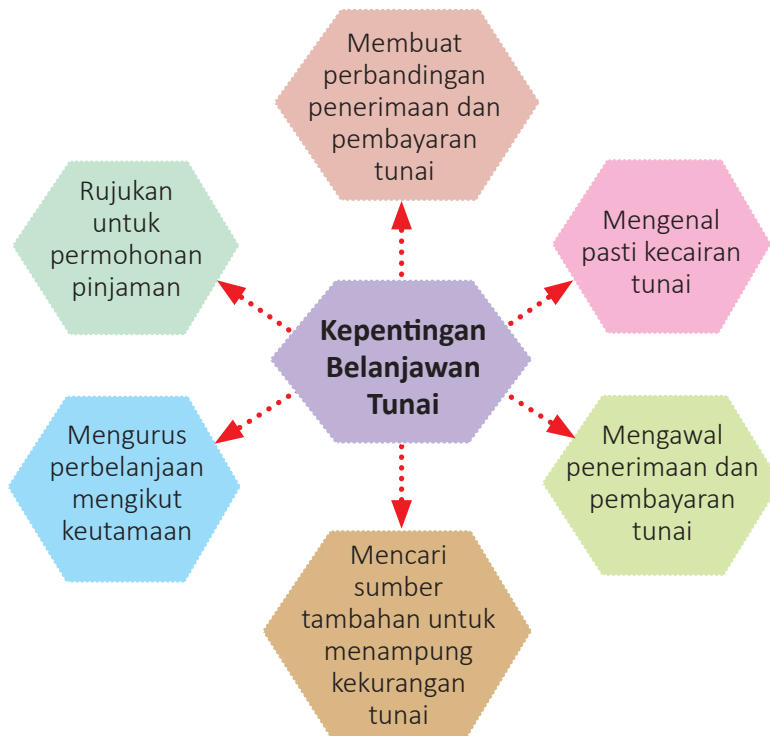 Membuat
perbandingan
penerimaan dan
pembayaran
tunai
Rujukan
untuk
permohonan
pinjaman
Mengenal
pasti kecairan
tunai
Kepentingan
Belanjawan
Tunai
Mengurus
perbelanjaan
mengikut
keutamaan
Mengawal
penerimaan dan
pembayaran
tunai
Mencari
sumber
tambahan untuk
menampung
kekurangan
tunai